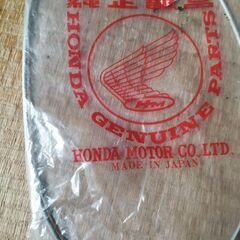 HONDA GENUINE PARTS
HM
HONDA MOTOR CO.,LTD.
MADE IN JAPAN